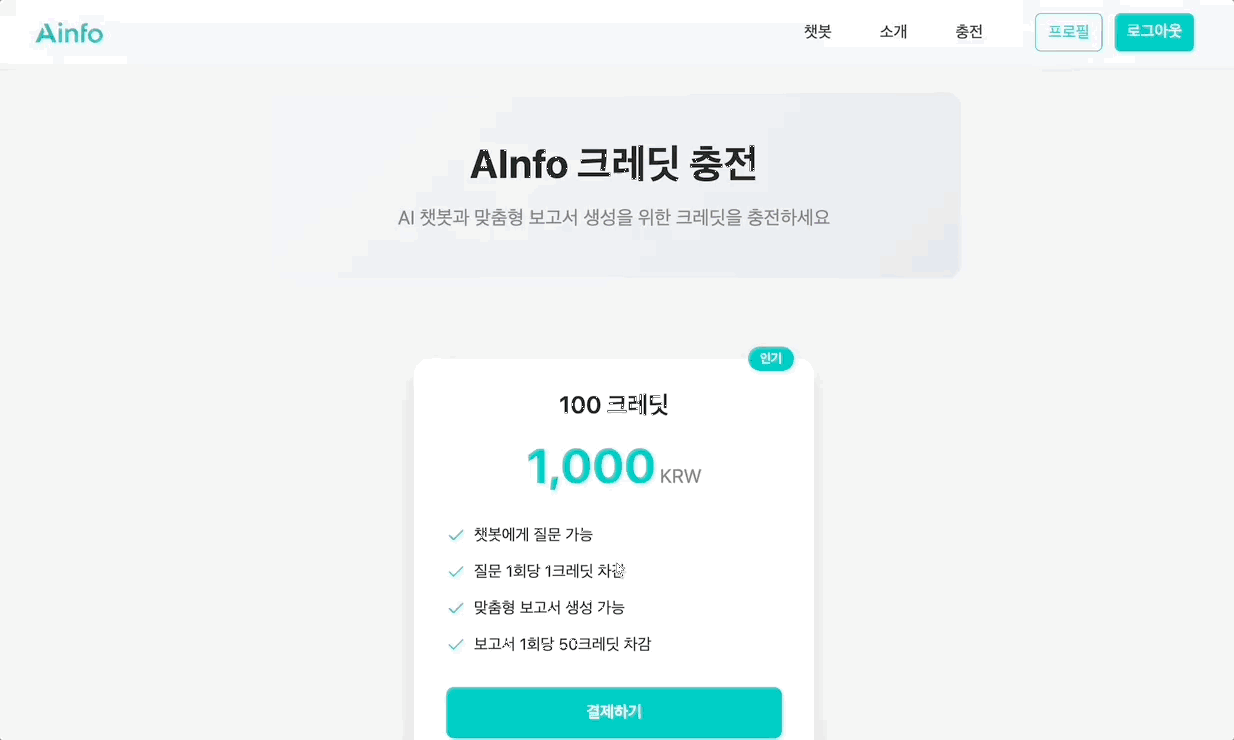 Ainfo
챗봇
소개
충전
프로필
로그아웃
AInfo 크레딧 충전
AI 챗봇과 맞춤형 보고서 생성을 위한 크레딧을 충전하세요
인기
100 크레딧
1,000 KRW
챗봇에게 질문 가능
질문 1회당 1크레딧 차감
맞춤형 보고서 생성 가능
보고서 1회당 50크레딧 차감
결제하기